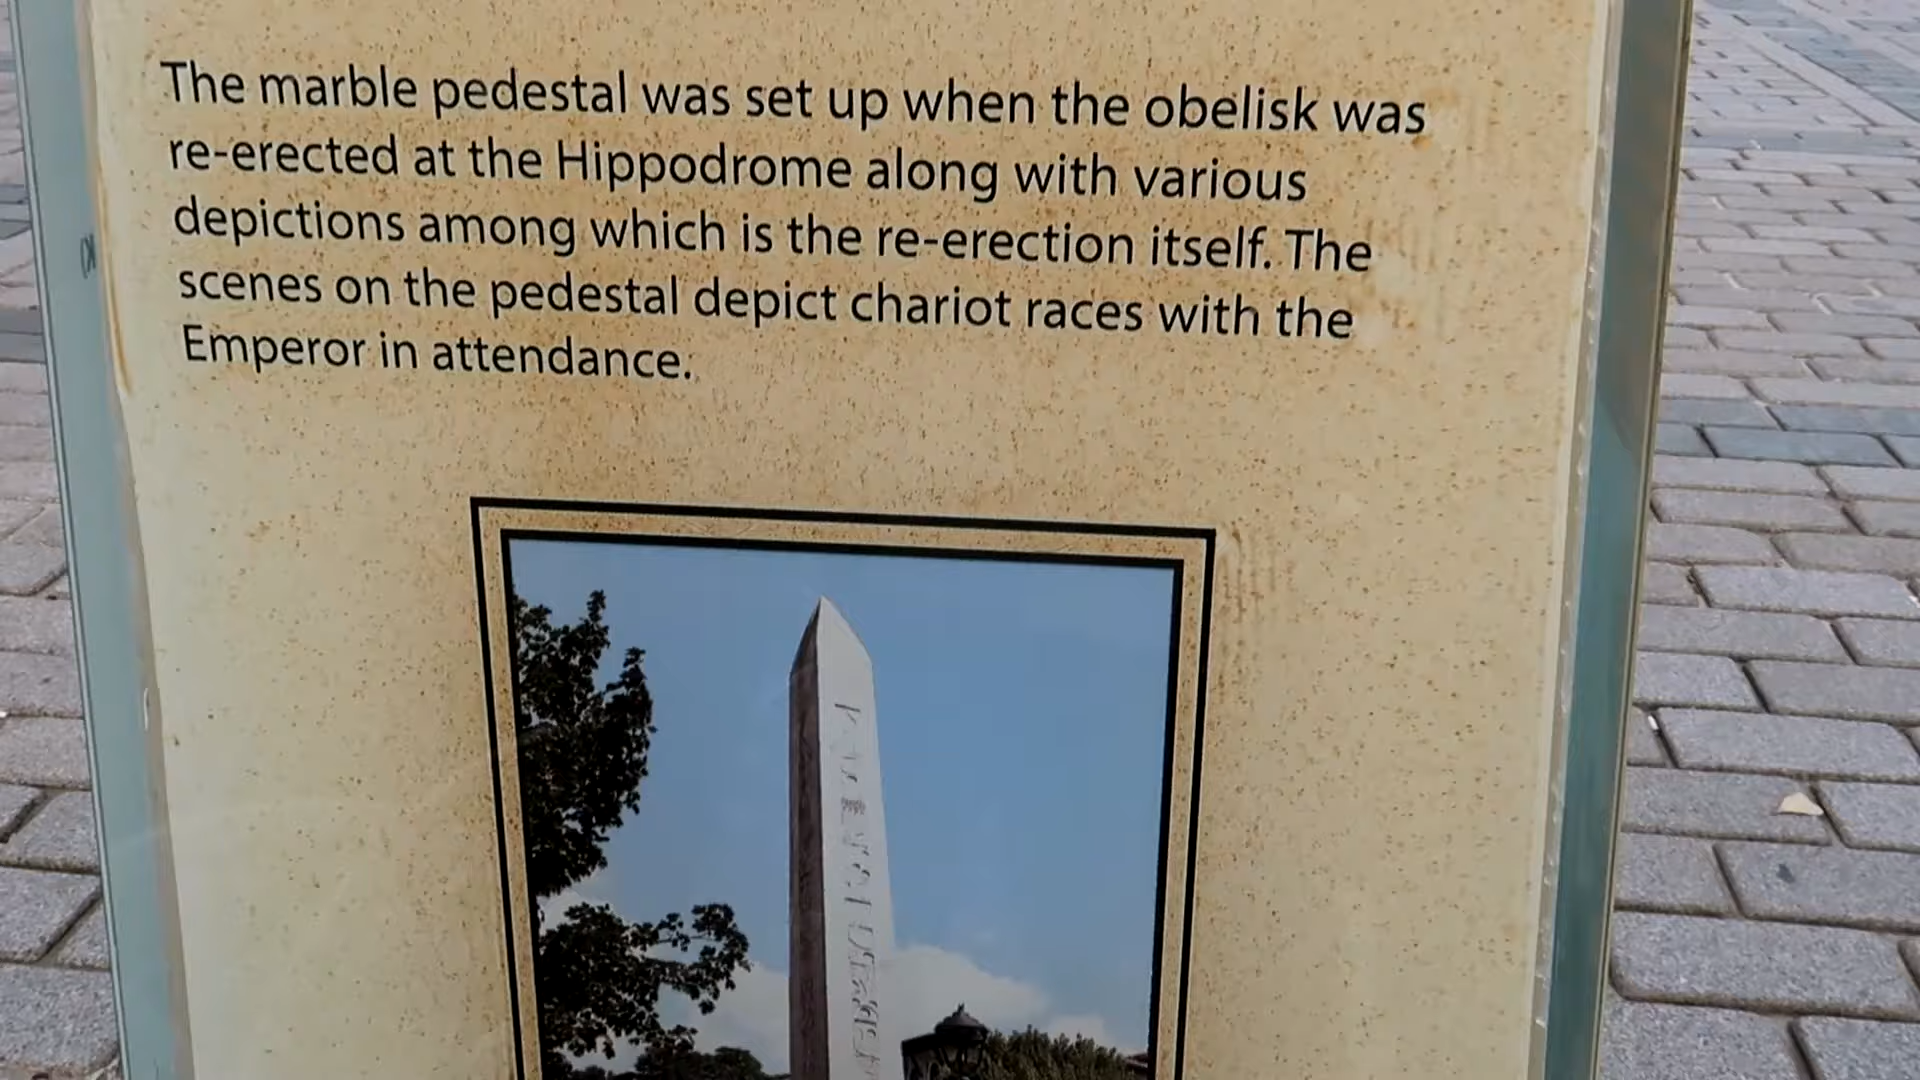 The marble pedestal was set up when the obelisk was
re-erected at the Hippodrome along with various
depictions among which is the re-erection itself. The
scenes on the pedestal depict chariot races with the
Emperor in attendance.